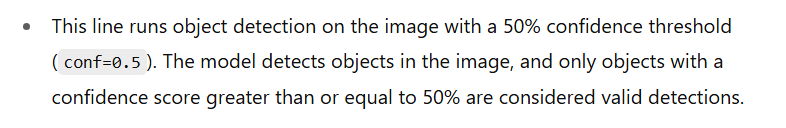 • This line runs object detection on the image with a 50% confidence threshold
(conf=0.5). The model detects objects in the image, and only objects with a
confidence score greater than or equal to 50% are considered valid detections.